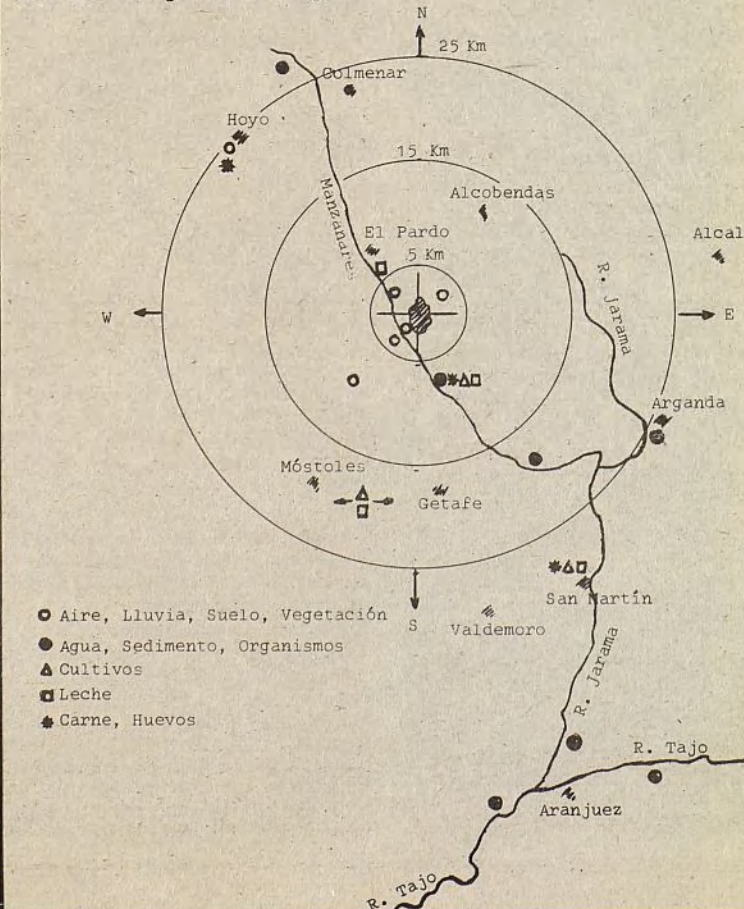 N
25 Km
Colmenar
Hoyo
15 Km
Manzanares
Alcobendas
El Pardo
5 Km
Alcal
R. Jarama
W
E
Arganda
Móstoles
Getafe
San Martín
S
Valdemoro
Aire, Lluvia, Suelo, Vegetación
Agua, Sedimento, Organismos
Cultivos
Leche
Carne, Huevos
R. Jarama
R. Tajo
Aranjuez
R. Tajo